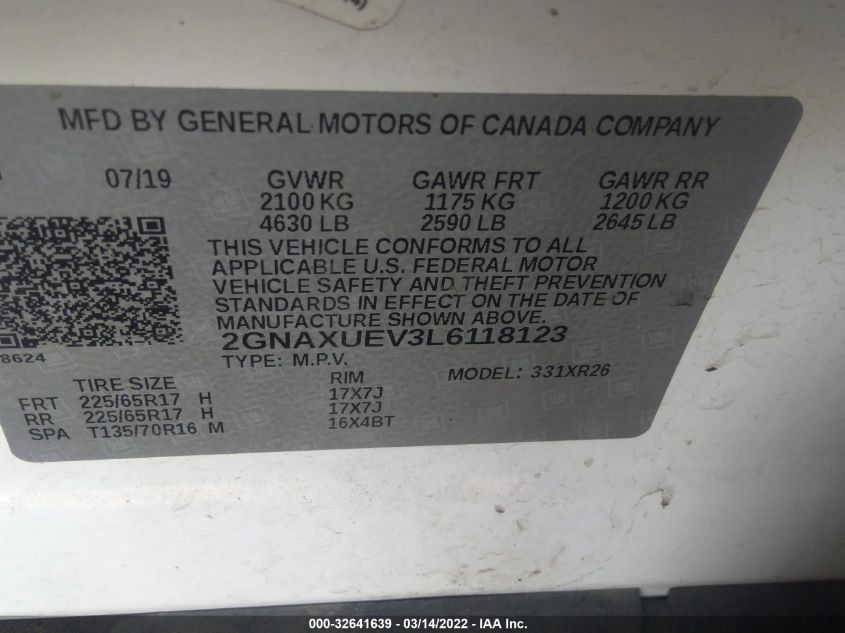 MFD BY GENERAL MOTORS OF CANADA COMPANY
07/19 GVWR GAWR FRT GAWR RR
2100 KG 1175 KG 1200 KG
4630 LB 2590 LB 2645 LB
THIS VEHICLE CONFORMS TO ALL
APPLICABLE U.S. FEDERAL MOTOR
VEHICLE SAFETY AND THEFT PREVENTION
STANDARDS IN EFFECT ON THE DATE OF
MANUFACTURE SHOWN ABOVE.
2GNAXUEV3L6118123
8624
TYPE: M.P.V.
TIRE SIZE RIM MODEL: 331XR26
FRT 225/65R17 H 17X7J
RR 225/65R17 H 17X7J
SPA T135/70R16 M 16X4BT
000-32641639 - 03/14/2022 - IAA Inc.